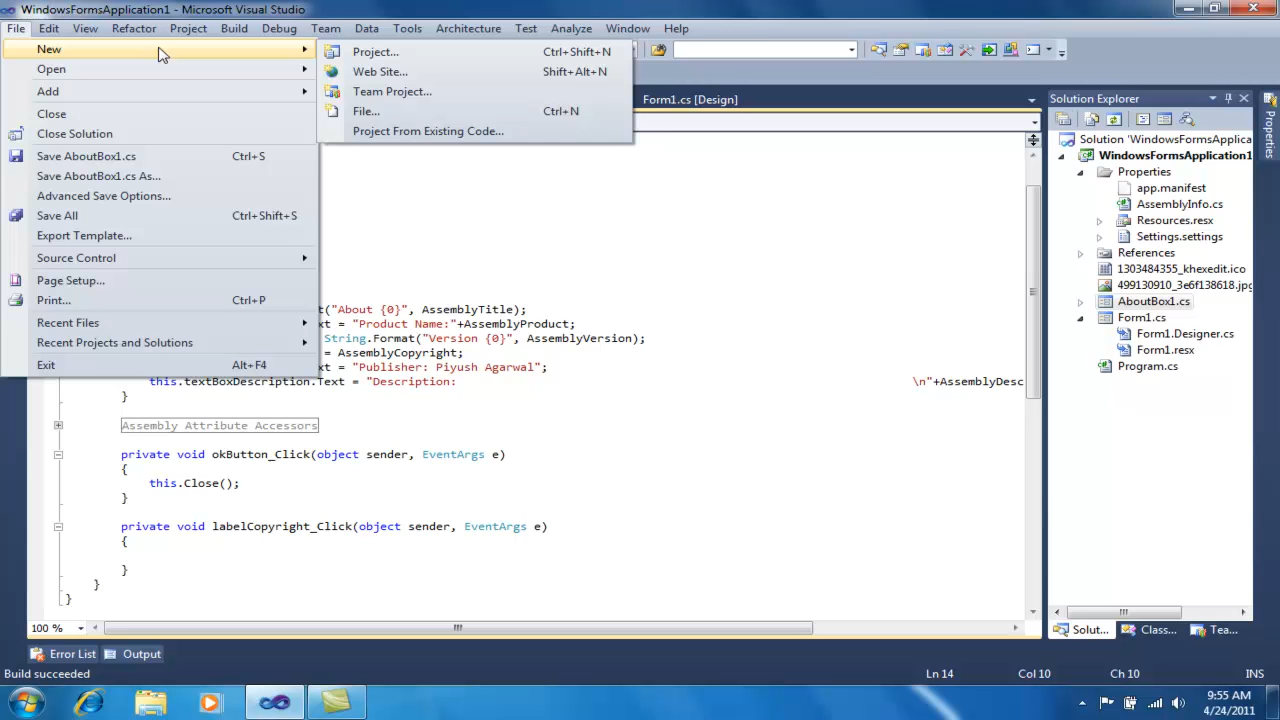 WindowsFormsApplication1 - Microsoft Visual Studio
File Edit View Refactor Project Build Debug Team Data Tools Architecture Test Analyze Window Help
New
Open
Add
Close
Close Solution
Save AboutBox1.cs Ctrl+S
Save AboutBox1.cs As...
Advanced Save Options...
Save All Ctrl+Shift+S
Export Template...
Source Control
Page Setup...
Print... Ctrl+P
Recent Files
Recent Projects and Solutions
Exit Alt+F4
Project... Ctrl+Shift+N
Web Site... Shift+Alt+N
Team Project...
File... Ctrl+N
Project From Existing Code...
Form1.cs [Design]
t("About {0}", AssemblyTitle);
xt = "Product Name:"+AssemblyProduct;
String.Format("Version {0}", AssemblyVersion);
= AssemblyCopyright;
xt = "Publisher: Piyush Agarwal";
this.textBoxDescription.Text = "Description: \n"+AssemblyDesc
}
Assembly Attribute Accessors
private void okButton_Click(object sender, EventArgs e)
{
this.Close();
}
private void labelCopyright_Click(object sender, EventArgs e)
{
}
}
}
100 %
Solution Explorer
Solution 'WindowsFormsApplica
WindowsFormsApplication1
Properties
app.manifest
AssemblyInfo.cs
Resources.resx
Settings.settings
References
1303484355_khexedit.ico
499130910_3e6f138618.jpg
AboutBox1.cs
Form1.cs
Form1.Designer.cs
Form1.resx
Program.cs
Solut... Class... Tea...
Properties
Error List Output
Build succeeded Ln 14 Col 10 Ch 10 INS
9:55 AM
4/24/2011